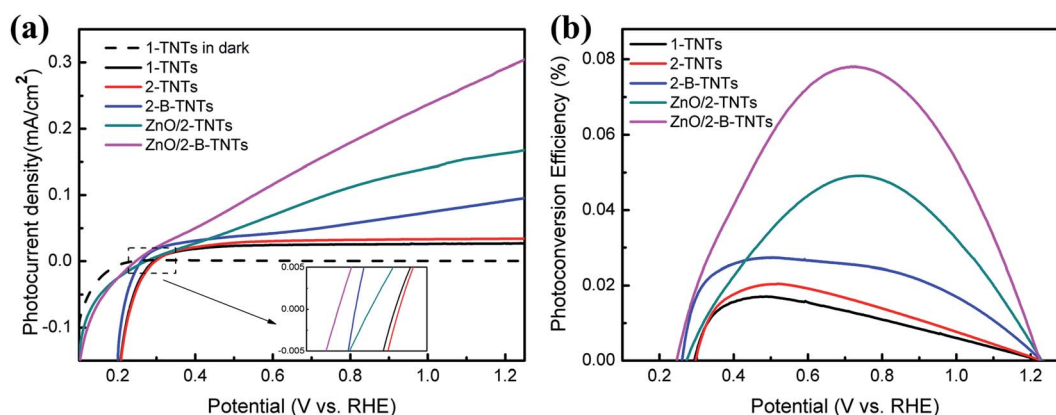 (a)
1-TNTs in dark
1-TNTs
2-TNTs
2-B-TNTs
ZnO/2-TNTs
ZnO/2-B-TNTs
Photocurrent density(mA/cm²)
0.3
0.2
0.1
0.0
-0.1
0.005
0.000
-0.005
0.2 0.4 0.6 0.8 1.0 1.2
Potential (V vs. RHE)
(b)
1-TNTs
2-TNTs
2-B-TNTs
ZnO/2-TNTs
ZnO/2-B-TNTs
Photoconversion Efficiency (%)
0.08
0.06
0.04
0.02
0.00
0.2 0.4 0.6 0.8 1.0 1.2
Potential (V vs. RHE)